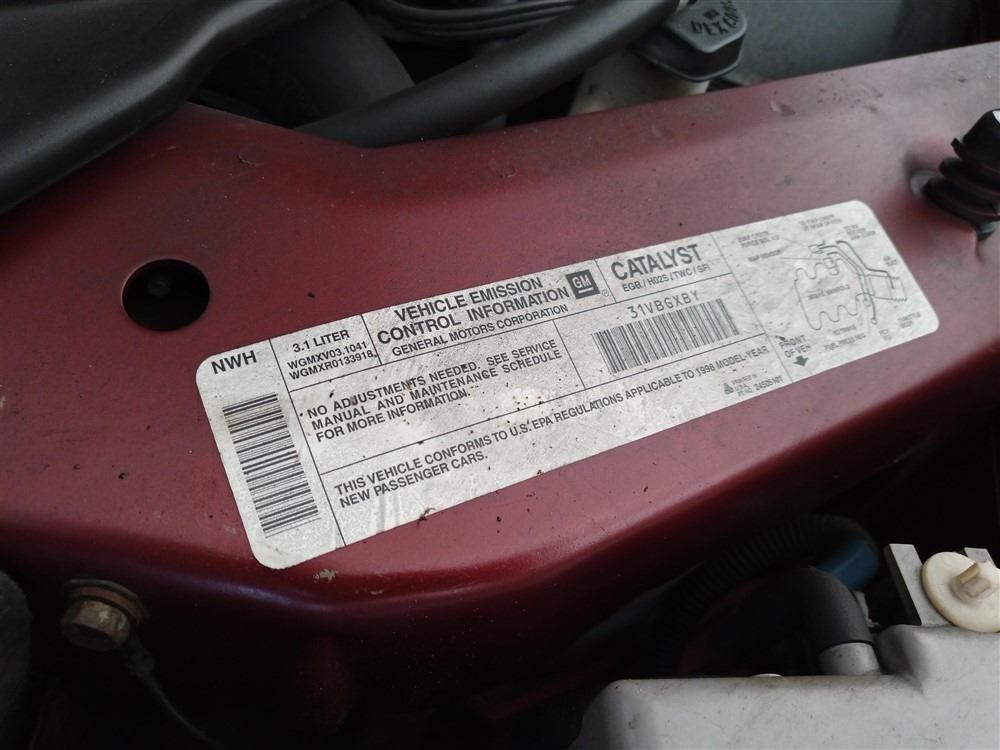 NWH
3.1 LITER
WGMXV03.1041
WGMXR0133918
VEHICLE EMISSION
CONTROL INFORMATION
GM
GENERAL MOTORS CORPORATION
CATALYST
EGR / HO2S / TWC / SFI
NO ADJUSTMENTS NEEDED. SEE SERVICE
MANUAL AND MAINTENANCE SCHEDULE
FOR MORE INFORMATION.
31VBGXBY
THIS VEHICLE CONFORMS TO U.S. EPA REGULATIONS APPLICABLE TO 1998 MODEL-YEAR
NEW PASSENGER CARS.
FRONT
OF VEH